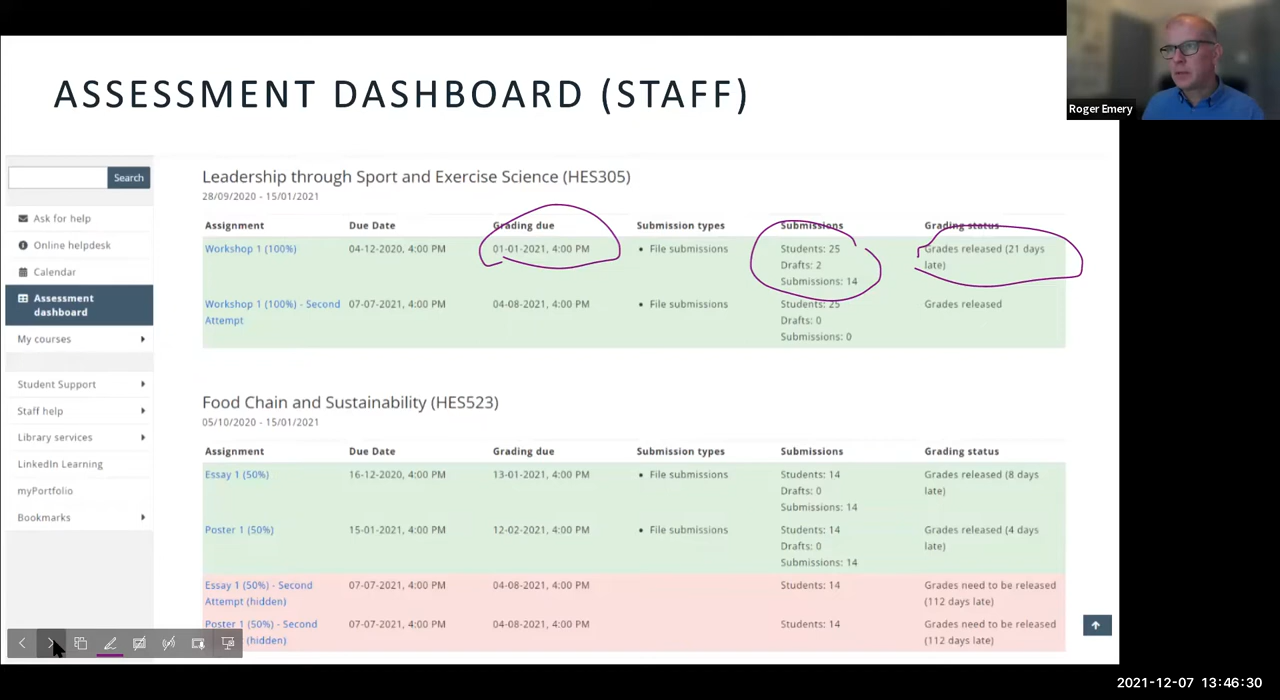 ASSESSMENT DASHBOARD (STAFF)
Roger Emery
Search
Ask for help
Online helpdesk
Calendar
Assessment
dashboard
My courses
Student Support
Staff help
Library services
LinkedIn Learning
myPortfolio
Bookmarks
Leadership through Sport and Exercise Science (HES305)
28/09/2020 - 15/01/2021
Assignment Due Date Grading due Submission types Submissions Grading status
Workshop 1 (100%) 04-12-2020, 4:00 PM 01-01-2021, 4:00 PM • File submissions Students: 25 Grades released (21 days
Drafts: 2 late)
Submissions: 14
Workshop 1 (100%) - Second 07-07-2021, 4:00 PM 04-08-2021, 4:00 PM • File submissions Students: 25 Grades released
Attempt Drafts: 0
Submissions: 0
Food Chain and Sustainability (HES523)
05/10/2020 - 15/01/2021
Assignment Due Date Grading due Submission types Submissions Grading status
Essay 1 (50%) 16-12-2020, 4:00 PM 13-01-2021, 4:00 PM • File submissions Students: 14 Grades released (8 days
Drafts: 0 late)
Submissions: 14
Poster 1 (50%) 15-01-2021, 4:00 PM 12-02-2021, 4:00 PM • File submissions Students: 14 Grades released (4 days
Drafts: 0 late)
Submissions: 14
Essay 1 (50%) - Second 07-07-2021, 4:00 PM 04-08-2021, 4:00 PM Students: 14 Grades need to be released
Attempt (hidden) (112 days late)
Poster 1 (50%) - Second 07-07-2021, 4:00 PM 04-08-2021, 4:00 PM Students: 14 Grades need to be released
(hidden) (112 days late)
2021-12-07 13:46:30